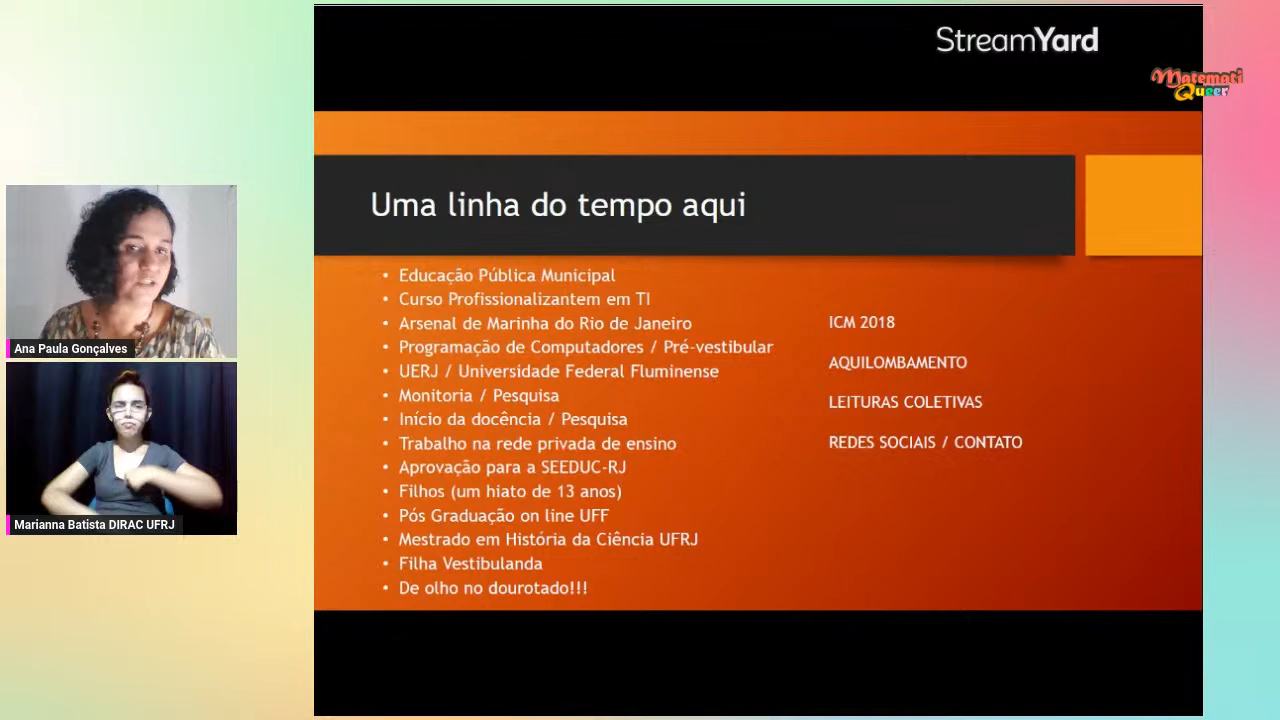 StreamYard
Matemati
Queer
Uma linha do tempo aqui
• Educação Pública Municipal
• Curso Profissionalizantem em TI
• Arsenal de Marinha do Rio de Janeiro
• Programação de Computadores / Pré-vestibular
• UERJ / Universidade Federal Fluminense
• Monitoria / Pesquisa
• Início da docência / Pesquisa
• Trabalho na rede privada de ensino
• Aprovação para a SEEDUC-RJ
• Filhos (um hiato de 13 anos)
• Pós Graduação on line UFF
• Mestrado em História da Ciência UFRJ
• Filha Vestibulanda
• De olho no dourotado!!!
ICM 2018
AQUILOMBAMENTO
LEITURAS COLETIVAS
REDES SOCIAIS / CONTATO
Ana Paula Gonçalves
Marianna Batista DIRAC UFRJ